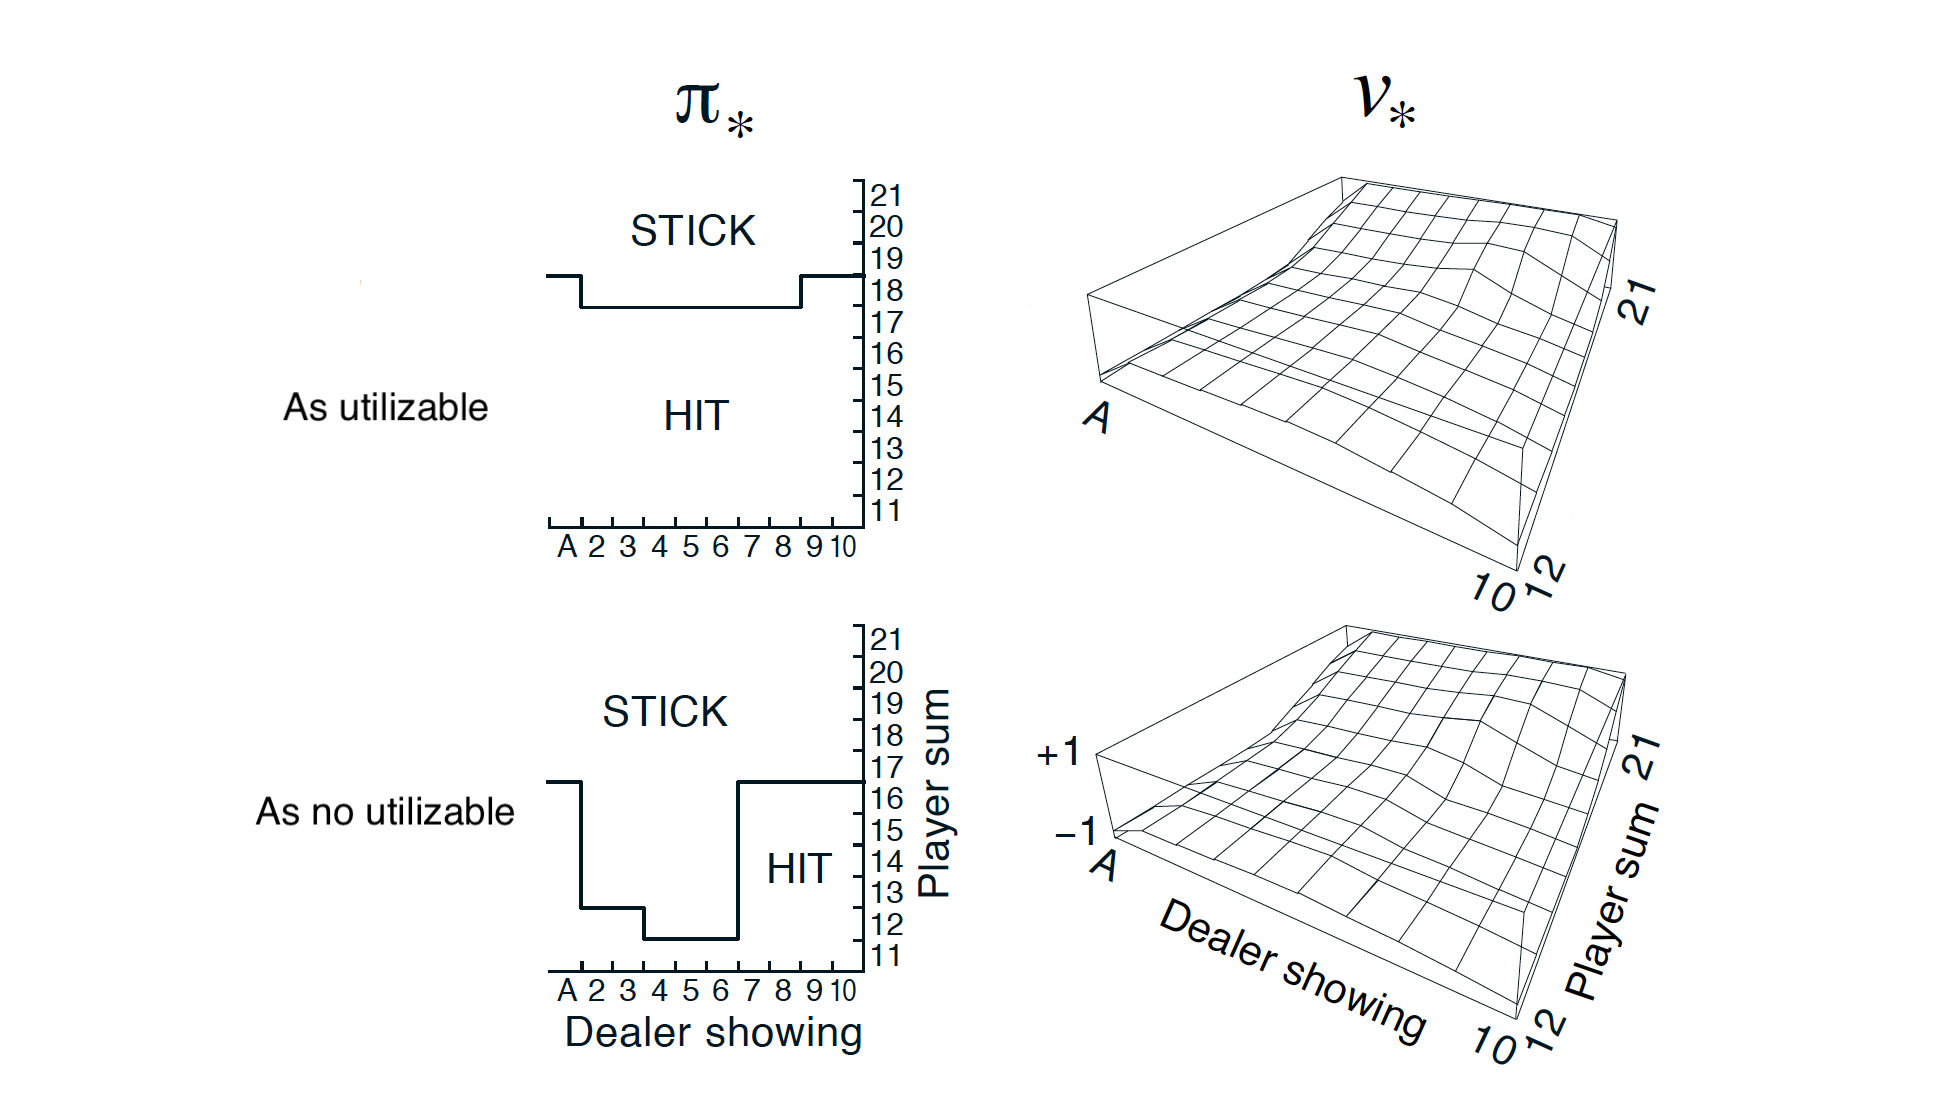 π*
v*
As utilizable
STICK
HIT
21
20
19
18
17
16
15
14
13
12
11
A 2 3 4 5 6 7 8 9 10
A
21
12
10
As no utilizable
STICK
HIT
21
20
19
18
17
16
15
14
13
12
11
Player sum
A 2 3 4 5 6 7 8 9 10
Dealer showing
+1
−1
A
Dealer showing
10
12
Player sum
21